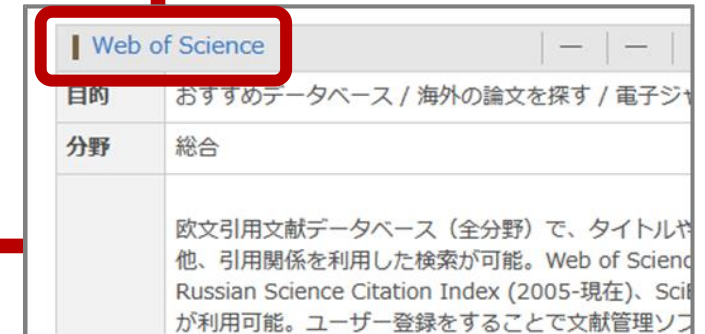 Web of Science | — | — |
目的 おすすめデータベース / 海外の論文を探す / 電子ジャ
分野 総合
欧文引用文献データベース（全分野）で、タイトルや
他、引用関係を利用した検索が可能。Web of Scienc
Russian Science Citation Index (2005-現在)、Sci
が利用可能。ユーザー登録をすることで文献管理ソフ